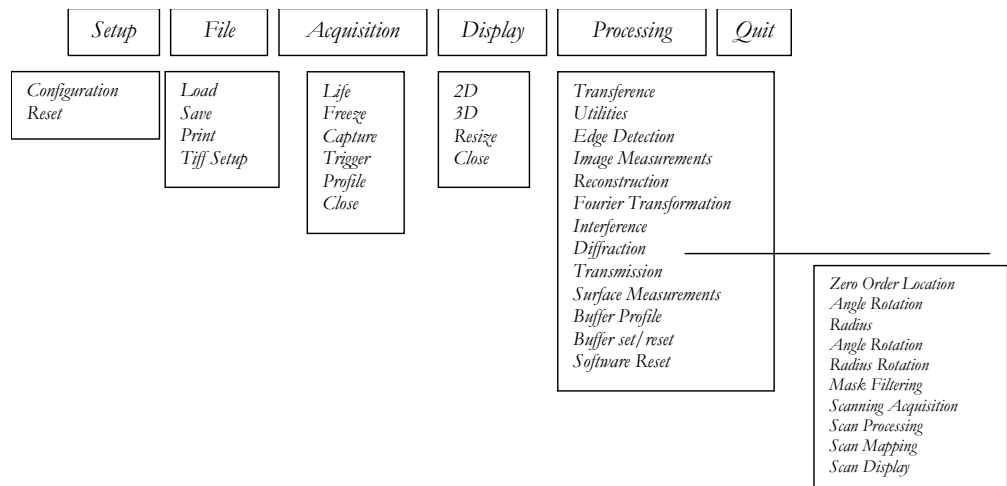 Setup
File
Acquisition
Display
Processing
Quit
Configuration
Reset
Load
Save
Print
Tiff Setup
Life
Freeze
Capture
Trigger
Profile
Close
2D
3D
Resize
Close
Transference
Utilities
Edge Detection
Image Measurements
Reconstruction
Fourier Transformation
Interference
Diffraction
Transmission
Surface Measurements
Buffer Profile
Buffer set/reset
Software Reset
Zero Order Location
Angle Rotation
Radius
Angle Rotation
Radius Rotation
Mask Filtering
Scanning Acquisition
Scan Processing
Scan Mapping
Scan Display